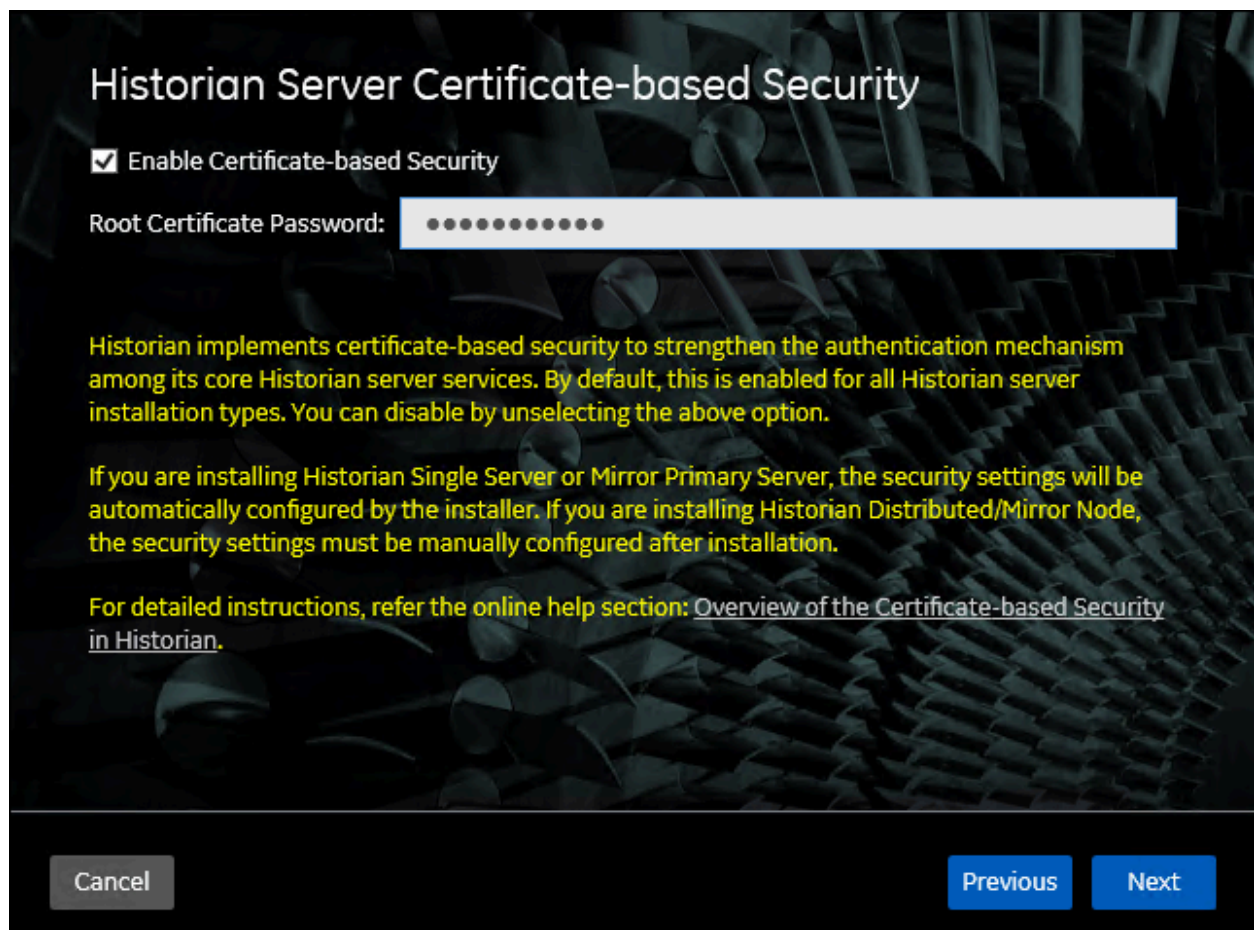 Historian Server Certificate-based Security
Enable Certificate-based Security
Root Certificate Password:
Historian implements certificate-based security to strengthen the authentication mechanism
among its core Historian server services. By default, this is enabled for all Historian server
installation types. You can disable by unselecting the above option.
If you are installing Historian Single Server or Mirror Primary Server, the security settings will be
automatically configured by the installer. If you are installing Historian Distributed/Mirror Node,
the security settings must be manually configured after installation.
For detailed instructions, refer the online help section: Overview of the Certificate-based Security
in Historian.
Cancel Previous Next